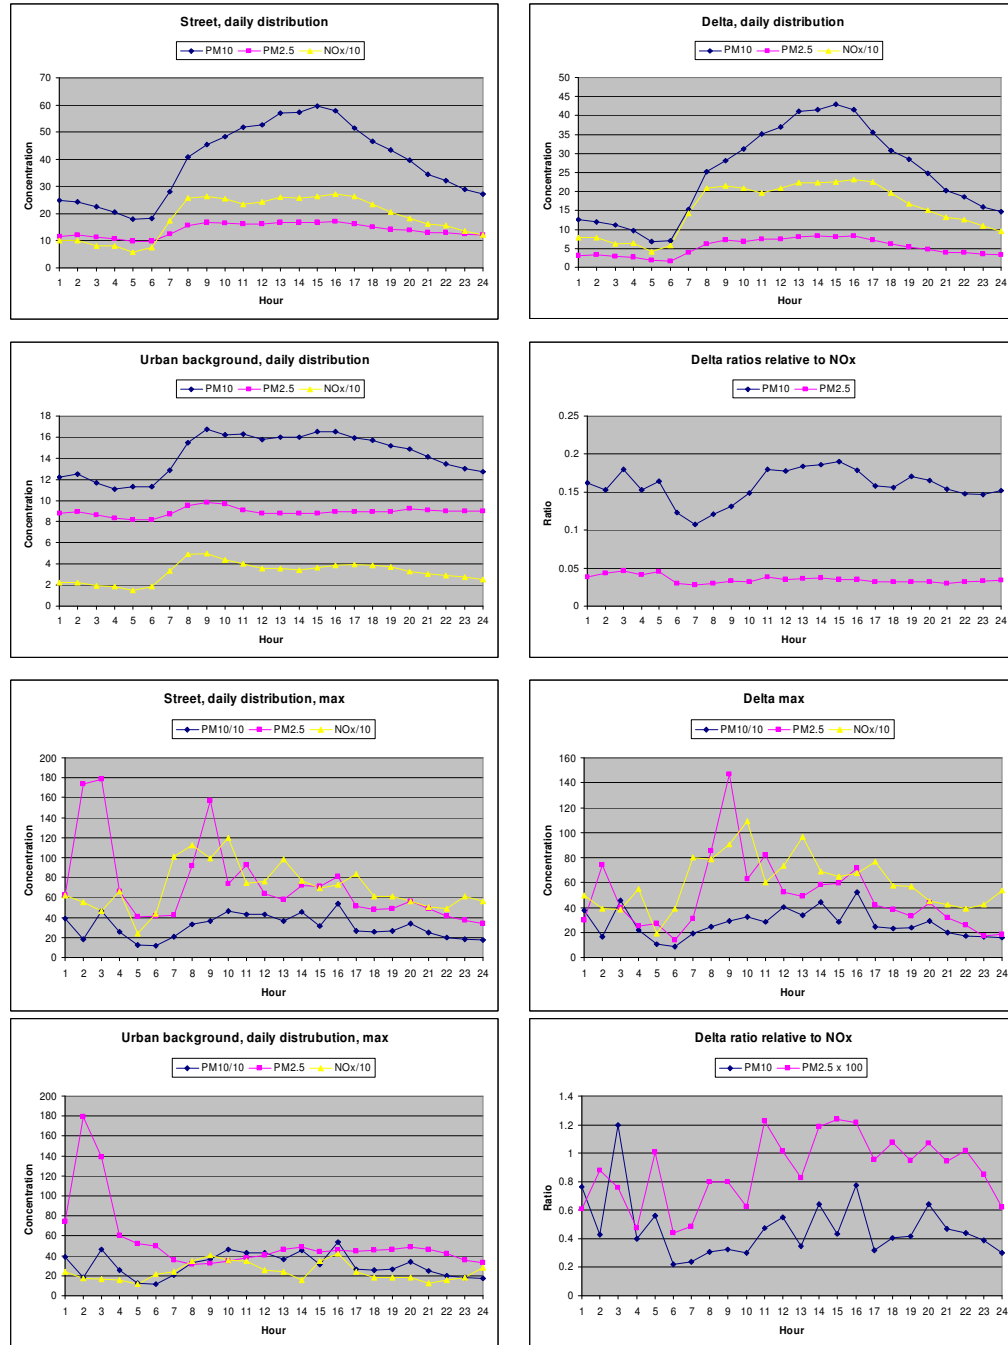 Street, daily distribution
PM10 PM2.5 NOx/10
70
60
50
40
30
20
10
0
Concentration
1 2 3 4 5 6 7 8 9 10 11 12 13 14 15 16 17 18 19 20 21 22 23 24
Hour
Delta, daily distribution
PM10 PM2.5 NOx/10
50
45
40
35
30
25
20
15
10
5
0
Concentration
1 2 3 4 5 6 7 8 9 10 11 12 13 14 15 16 17 18 19 20 21 22 23 24
Hour
Urban background, daily distribution
PM10 PM2.5 NOx/10
18
16
14
12
10
8
6
4
2
0
Concentration
1 2 3 4 5 6 7 8 9 10 11 12 13 14 15 16 17 18 19 20 21 22 23 24
Hour
Delta ratios relative to NOx
PM10 PM2.5
0.25
0.2
0.15
0.1
0.05
0
Ratio
1 2 3 4 5 6 7 8 9 10 11 12 13 14 15 16 17 18 19 20 21 22 23 24
Hour
Street, daily distribution, max
PM10/10 PM2.5 NOx/10
200
180
160
140
120
100
80
60
40
20
0
Concentration
1 2 3 4 5 6 7 8 9 10 11 12 13 14 15 16 17 18 19 20 21 22 23 24
Hour
Delta max
PM10/10 PM2.5 NOx/10
160
140
120
100
80
60
40
20
0
Concentration
1 2 3 4 5 6 7 8 9 10 11 12 13 14 15 16 17 18 19 20 21 22 23 24
Hour
Urban background, daily distrubution, max
PM10/10 PM2.5 NOx/10
200
180
160
140
120
100
80
60
40
20
0
Concentration
1 2 3 4 5 6 7 8 9 10 11 12 13 14 15 16 17 18 19 20 21 22 23 24
Hour
Delta ratio relative to NOx
PM10 PM2.5 x 100
1.4
1.2
1
0.8
0.6
0.4
0.2
0
Ratio
1 2 3 4 5 6 7 8 9 10 11 12 13 14 15 16 17 18 19 20 21 22 23 24
Hour